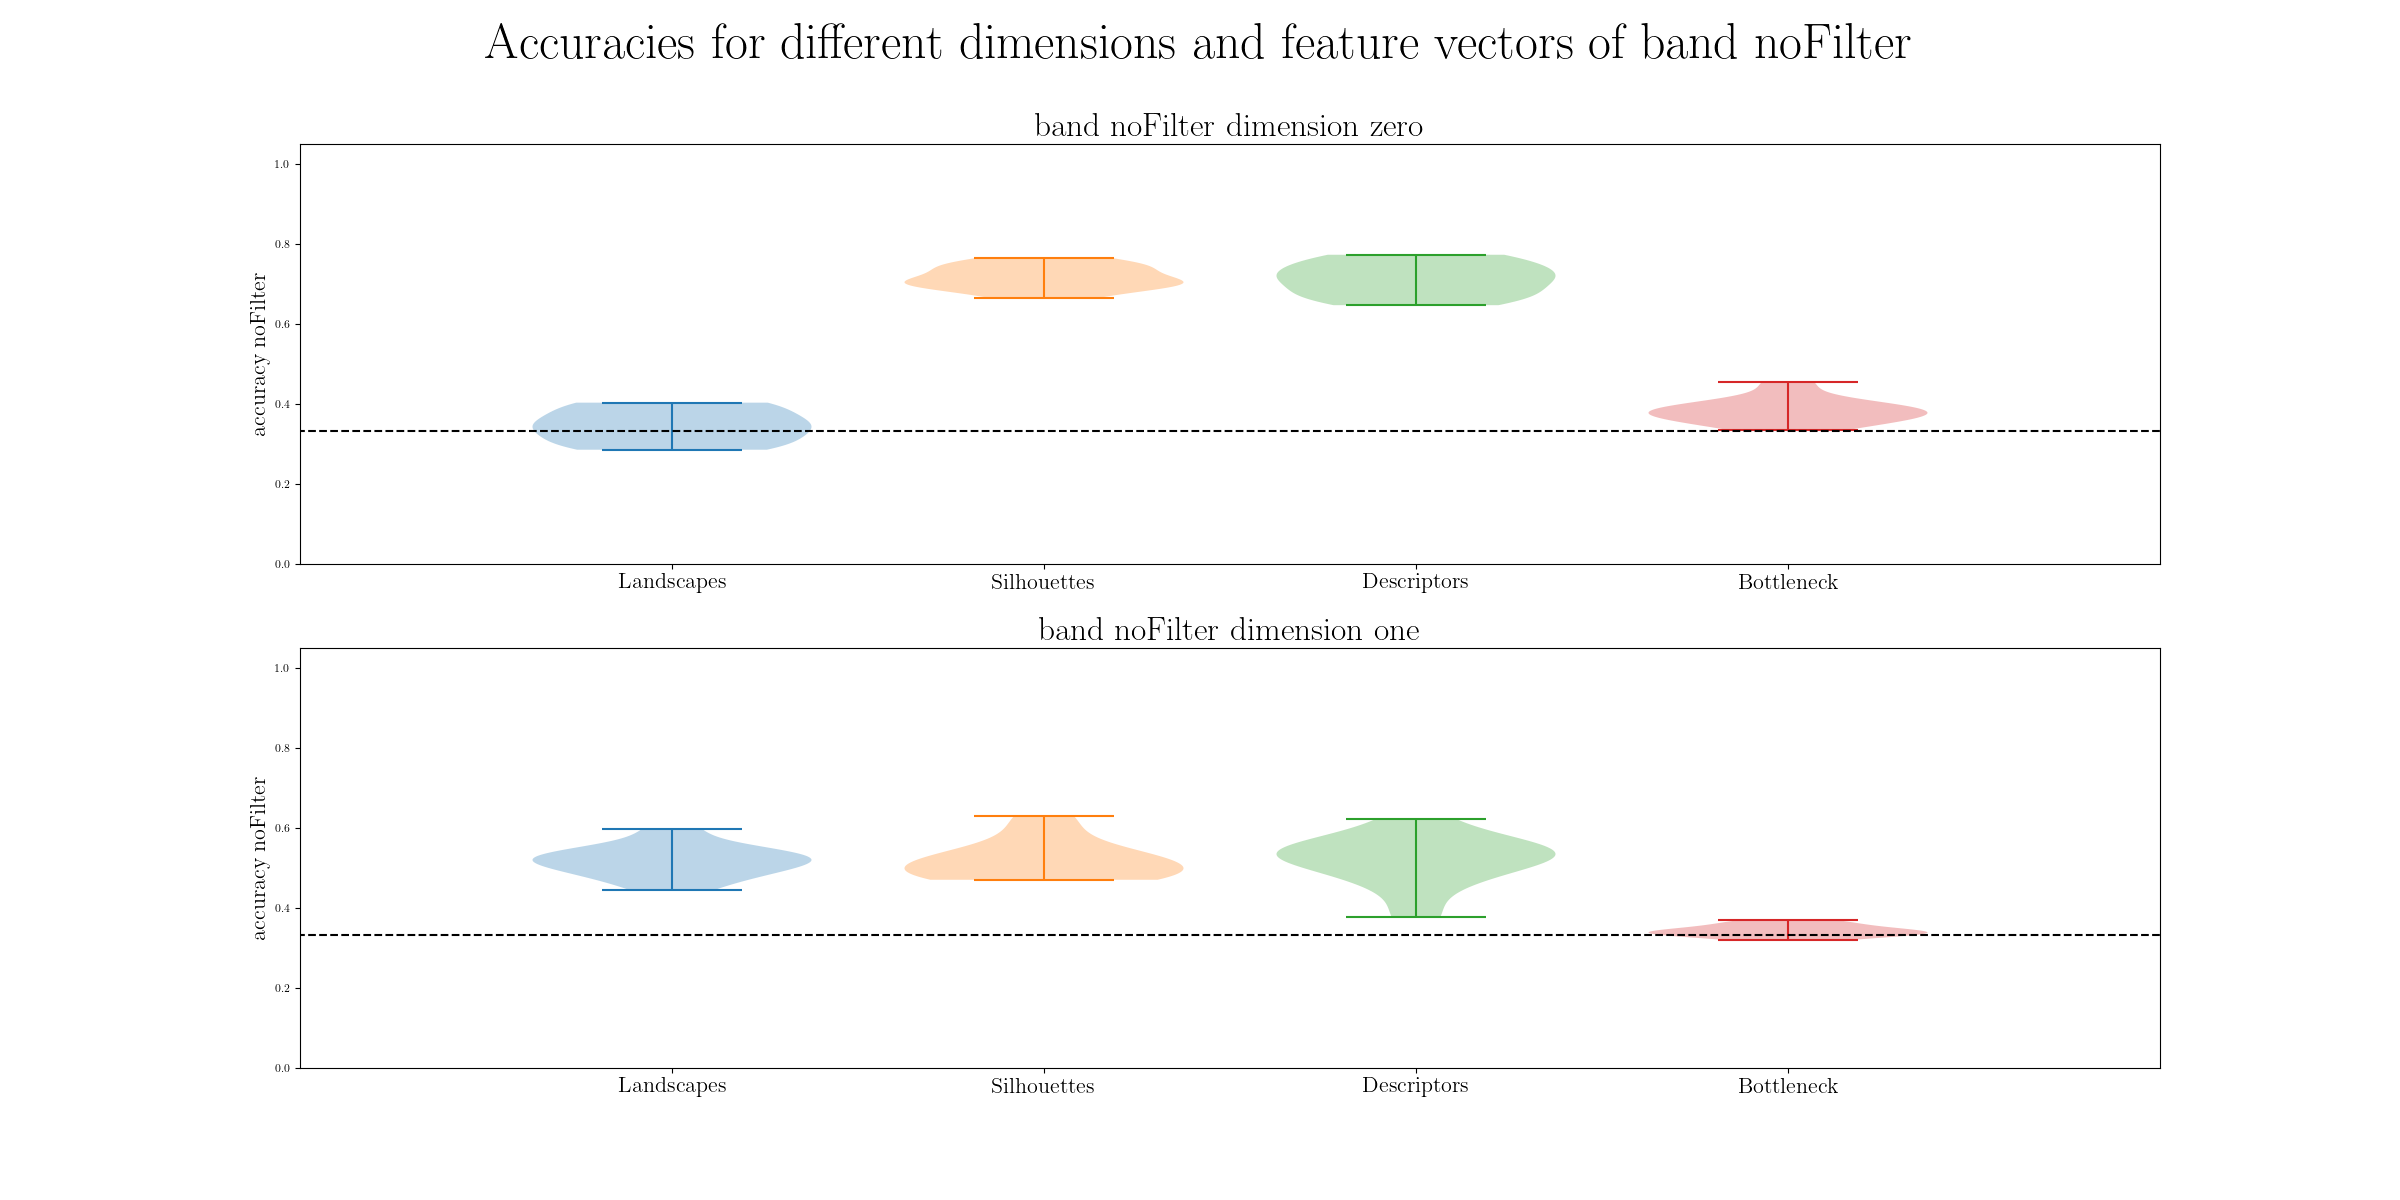 Accuracies for different dimensions and feature vectors of band noFilter
band noFilter dimension zero
accuracy noFilter
1.0
0.8
0.6
0.4
0.2
0.0
Landscapes Silhouettes Descriptors Bottleneck
band noFilter dimension one
accuracy noFilter
1.0
0.8
0.6
0.4
0.2
0.0
Landscapes Silhouettes Descriptors Bottleneck